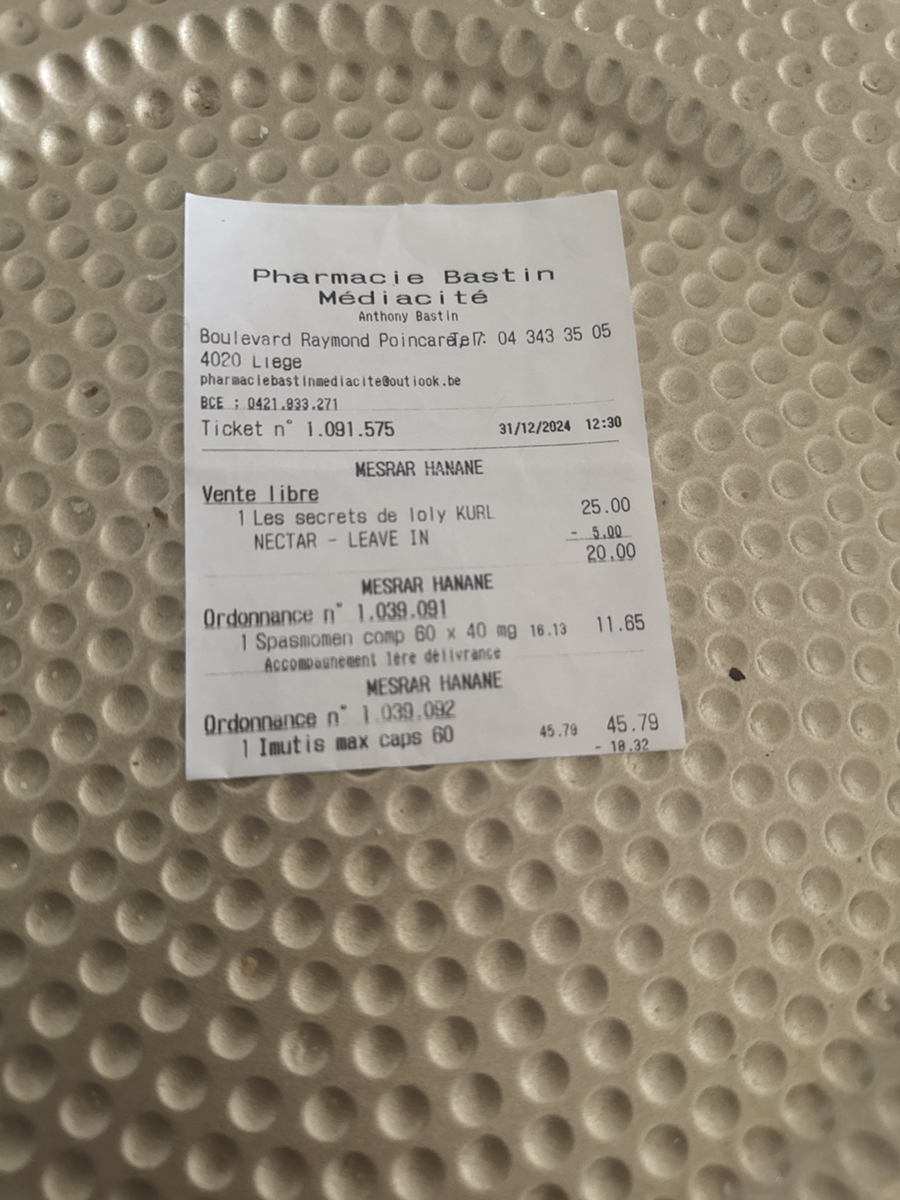 Pharmacie Bastin
Médiacité
Anthony Bastin
Boulevard Raymond Poincaré, 7 Tel: 04 343 35 05
4020 Liege
pharmaciebastinmediacite@outlook.be
BCE : 0421.933.271
Ticket n° 1.091.575 31/12/2024 12:30
MESRAR HANANE
Vente libre
1 Les secrets de loly KURL 25.00
NECTAR - LEAVE IN - 5.00
20.00
MESRAR HANANE
Ordonnance n° 1.039.091
1 Spasmomen comp 60 x 40 mg 16.13 11.65
Accompagnement 1ère délivrance
MESRAR HANANE
Ordonnance n° 1.039.092
1 Imutis max caps 60 45.79 45.79
- 18.32